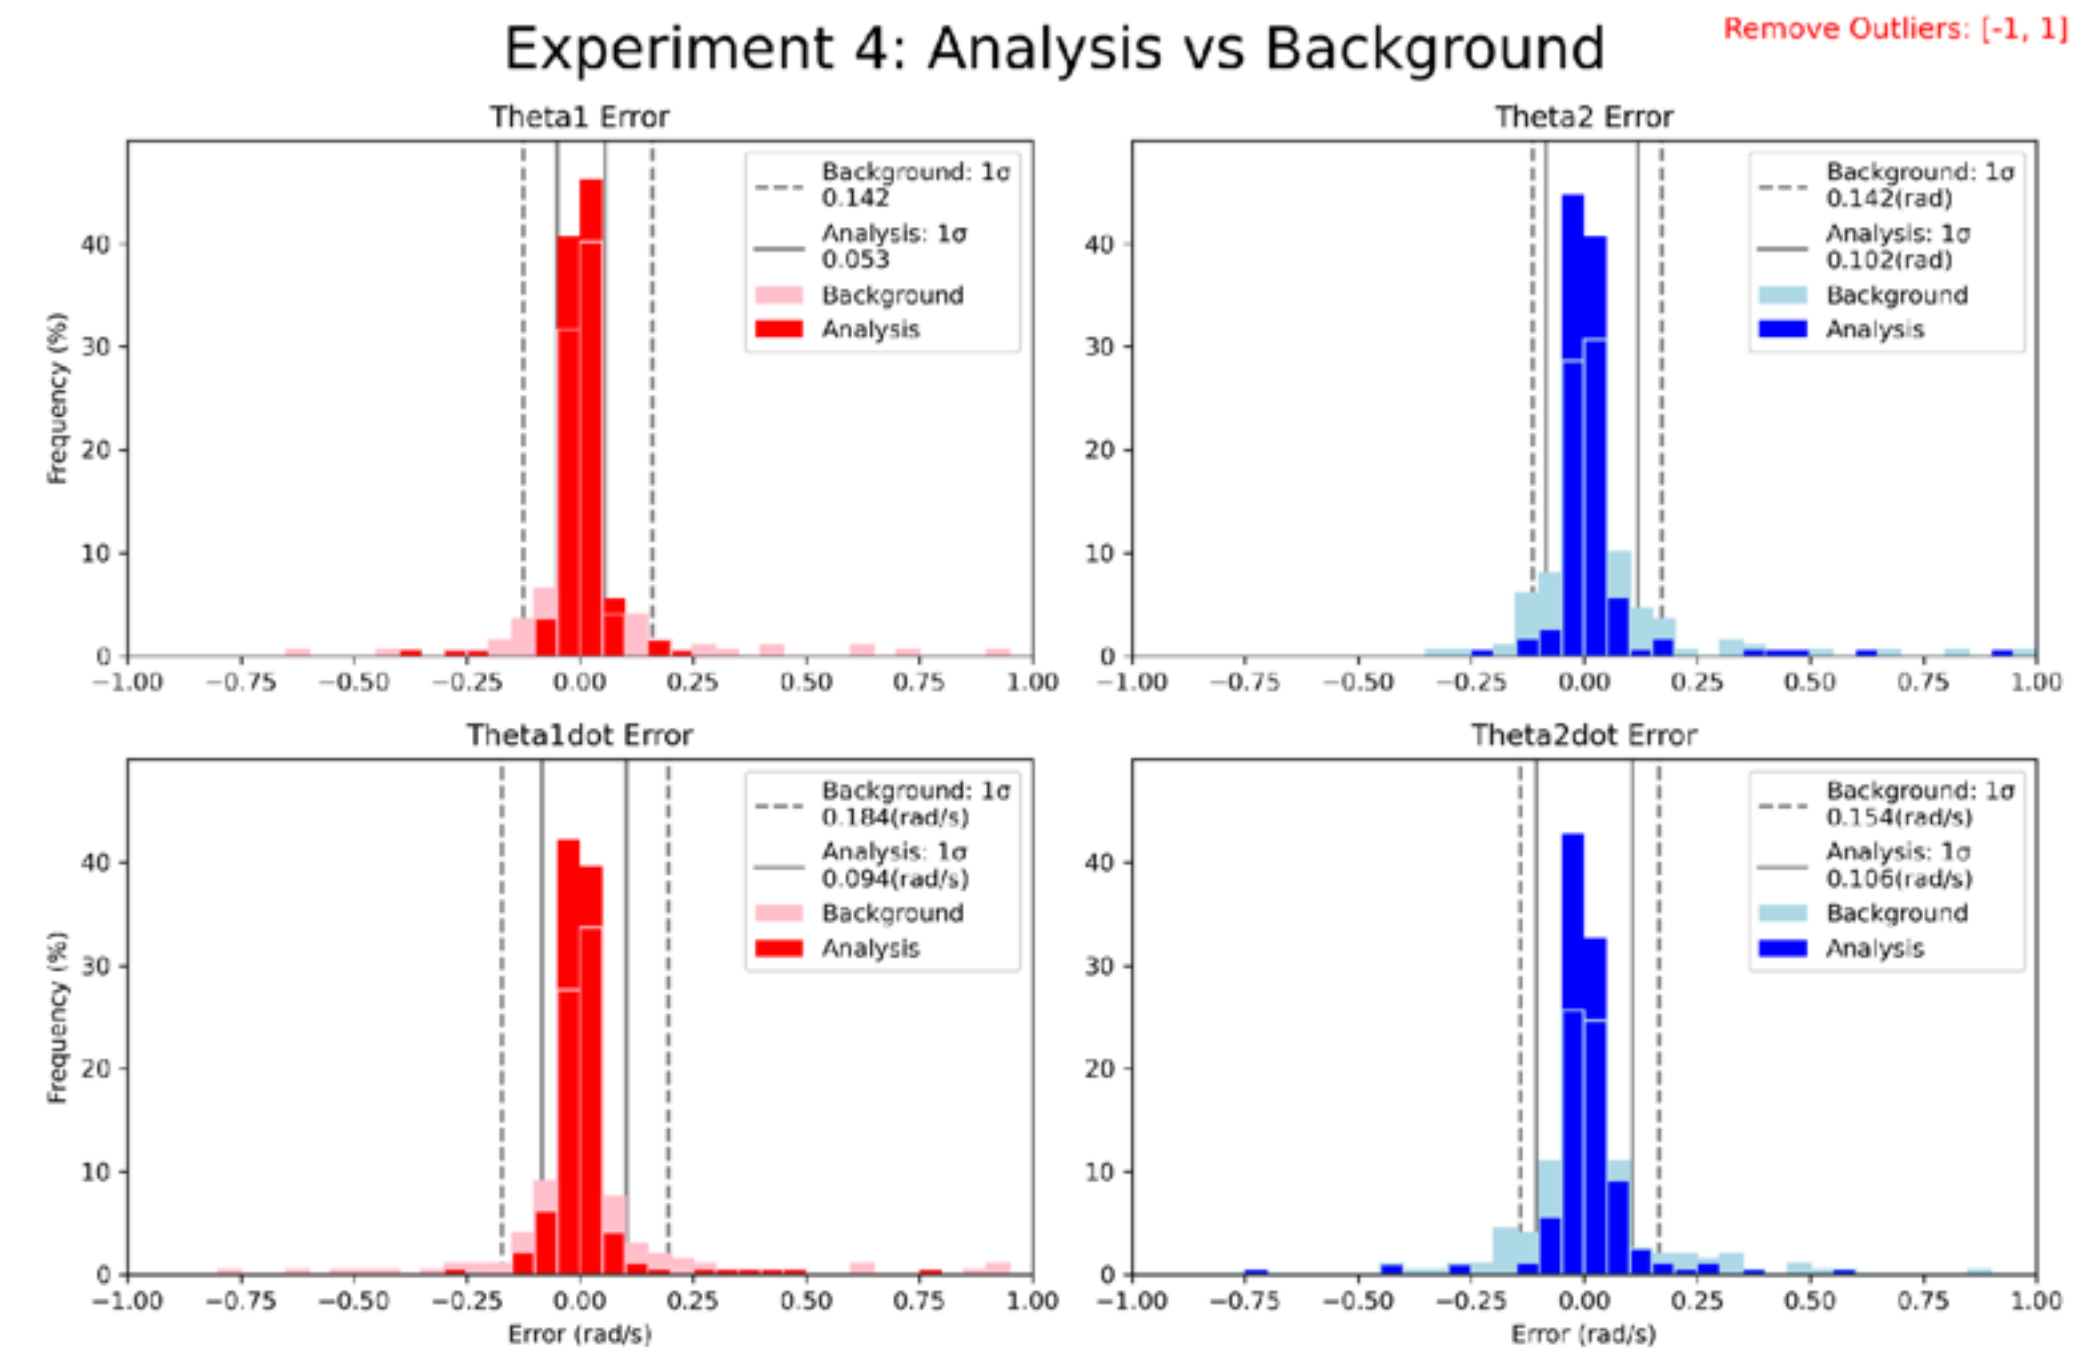 Experiment 4: Analysis vs Background
Remove Outliers: [-1, 1]
Theta1 Error
Frequency (%)
40
30
20
10
0
−1.00 −0.75 −0.50 −0.25 0.00 0.25 0.50 0.75 1.00
Background: 1σ
0.142
Analysis: 1σ
0.053
Background
Analysis
Theta2 Error
40
30
20
10
0
−1.00 −0.75 −0.50 −0.25 0.00 0.25 0.50 0.75 1.00
Background: 1σ
0.142(rad)
Analysis: 1σ
0.102(rad)
Background
Analysis
Theta1dot Error
Frequency (%)
40
30
20
10
0
−1.00 −0.75 −0.50 −0.25 0.00 0.25 0.50 0.75 1.00
Error (rad/s)
Background: 1σ
0.184(rad/s)
Analysis: 1σ
0.094(rad/s)
Background
Analysis
Theta2dot Error
40
30
20
10
0
−1.00 −0.75 −0.50 −0.25 0.00 0.25 0.50 0.75 1.00
Error (rad/s)
Background: 1σ
0.154(rad/s)
Analysis: 1σ
0.106(rad/s)
Background
Analysis